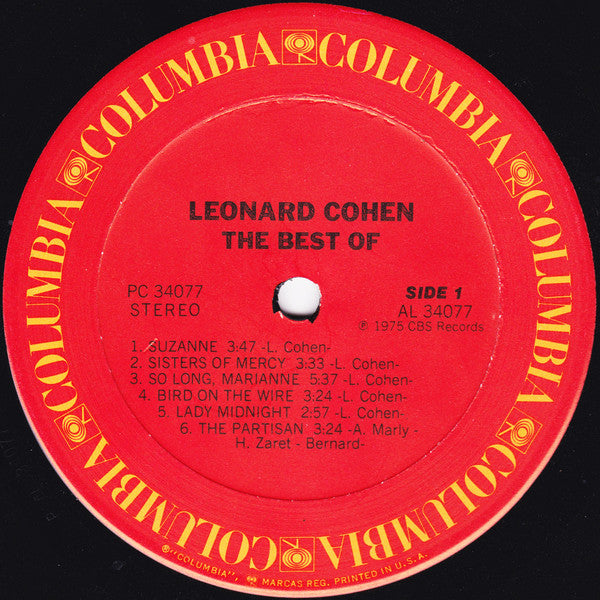 COLUMBIA COLUMBIA COLUMBIA COLUMBIA COLUMBIA COLUMBIA
LEONARD COHEN
THE BEST OF
PC 34077
STEREO
SIDE 1
AL 34077
℗ 1975 CBS Records
1. SUZANNE 3:47 -L. Cohen-
2. SISTERS OF MERCY 3:33 -L. Cohen-
3. SO LONG, MARIANNE 5:37 -L. Cohen-
4. BIRD ON THE WIRE 3:24 -L. Cohen-
5. LADY MIDNIGHT 2:57 -L. Cohen-
6. THE PARTISAN 3:24 -A. Marly -
H. Zaret - Bernard-
®"COLUMBIA", MARCAS REG. PRINTED IN U.S.A.